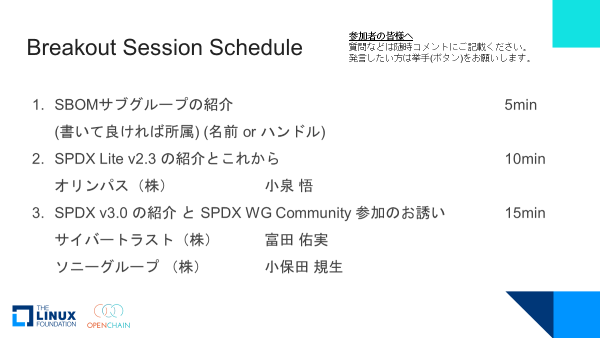 Breakout Session Schedule
参加者の皆様へ
質問などは随時コメントにご記載ください。
発言したい方は挙手(ボタン)をお願いします。
1. SBOMサブグループの紹介 5min
(書いて良ければ所属) (名前 or ハンドル)
2. SPDX Lite v2.3 の紹介とこれから 10min
オリンパス（株） 小泉 悟
3. SPDX v3.0 の紹介 と SPDX WG Community 参加のお誘い 15min
サイバートラスト（株） 富田 佑実
ソニーグループ （株） 小保田 規生
THE
LINUX
FOUNDATION
OPENCHAIN